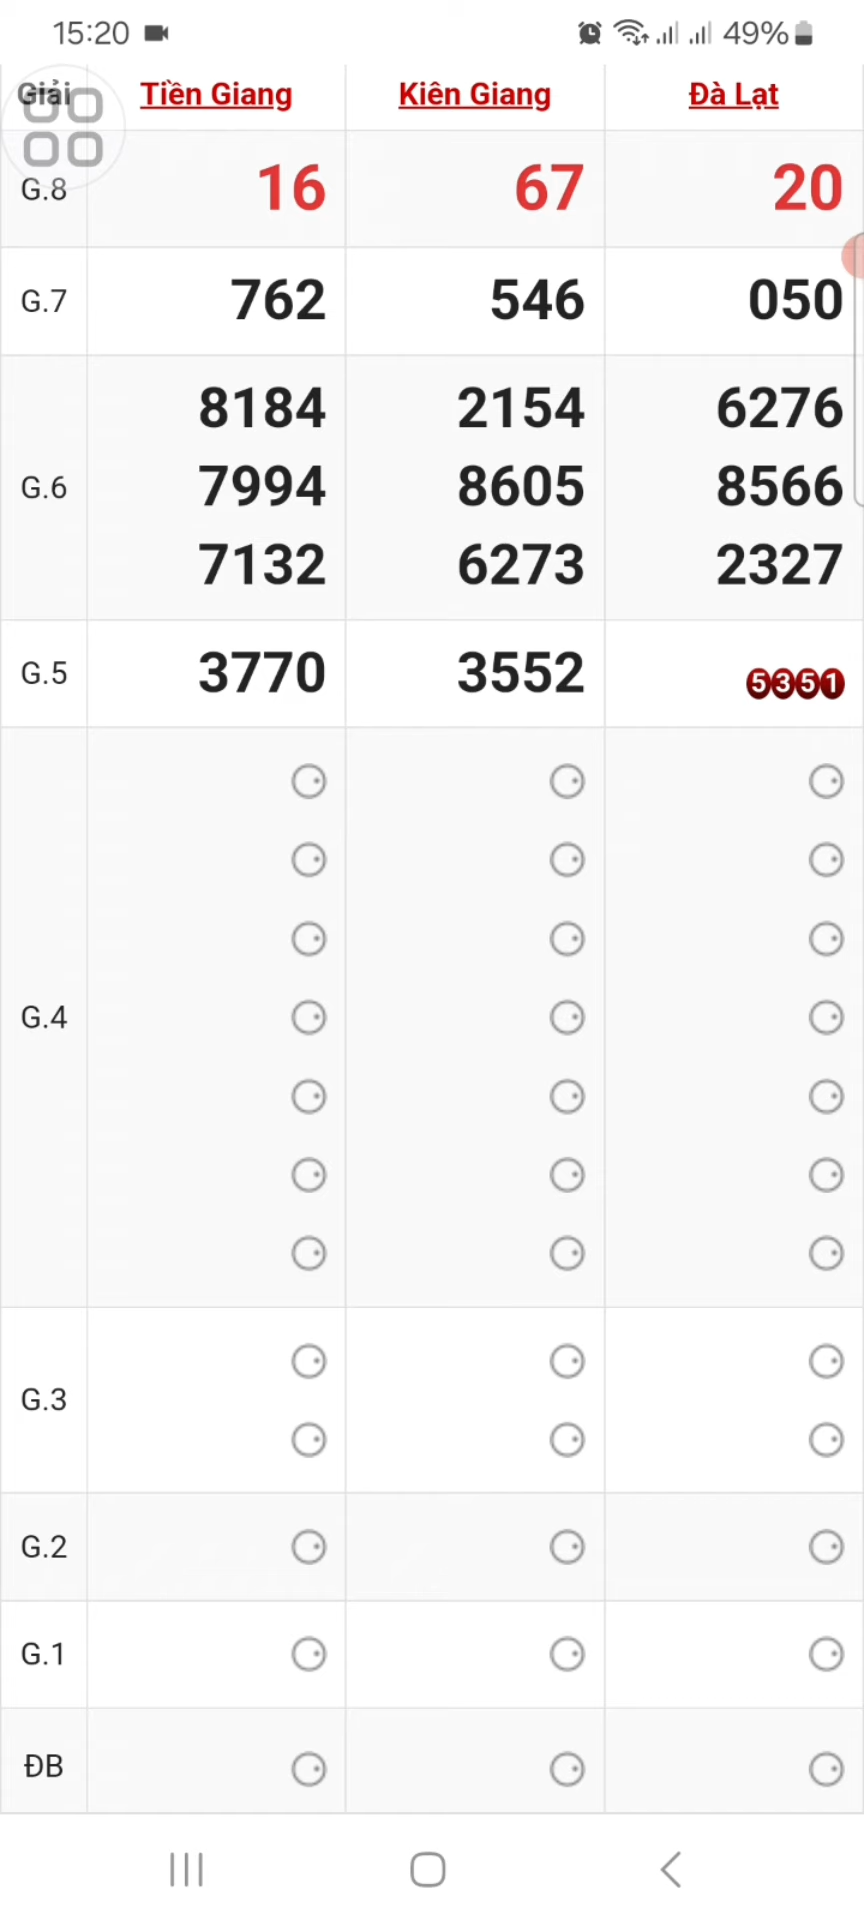 15:20 49%
Giải Tiền Giang Kiên Giang Đà Lạt
G.8 16 67 20
G.7 762 546 050
8184 2154 6276
G.6 7994 8605 8566
7132 6273 2327
G.5 3770 3552 5351
G.4
G.3
G.2
G.1
ĐB